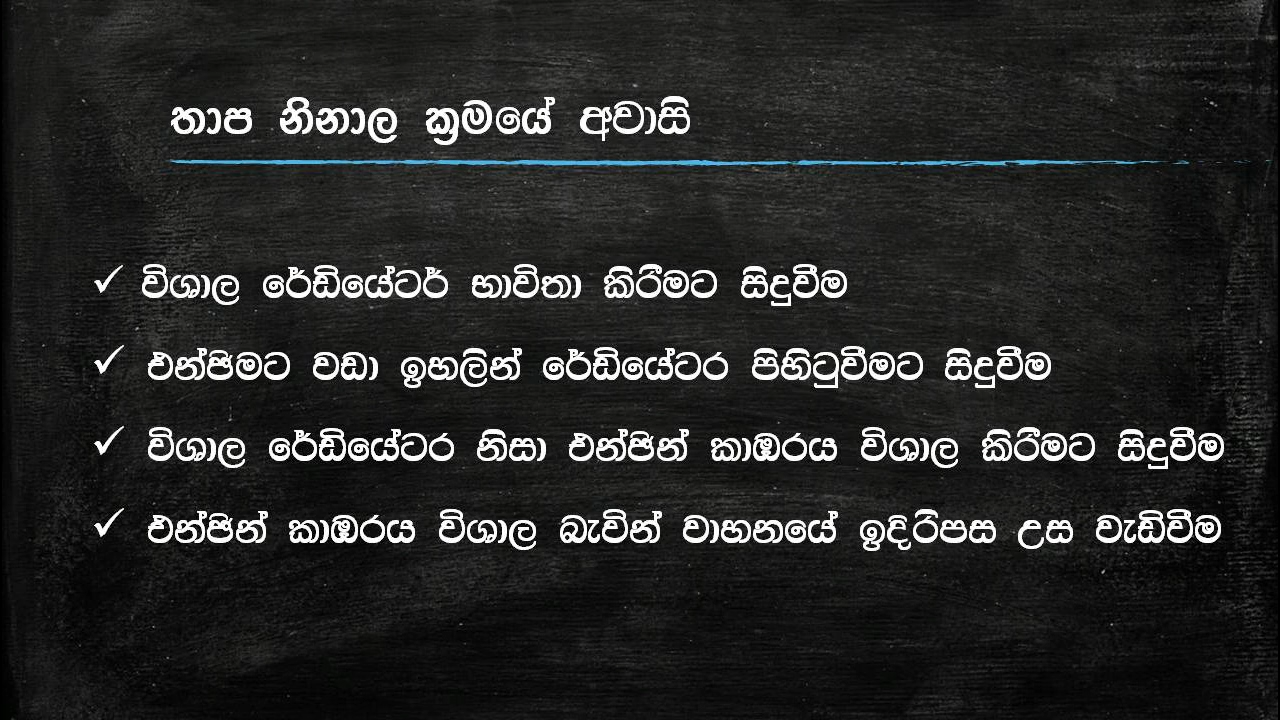 තාප නිනාල ක්‍රමයේ අවාසි
✓ විශාල රේඩියේටර් භාවිතා කිරීමට සිදුවීම
✓ එන්ජිමට වඩා ඉහලින් රේඩියේටර පිහිටුවීමට සිදුවීම
✓ විශාල රේඩියේටර නිසා එන්ජින් කාඹරය විශාල කිරීමට සිදුවීම
✓ එන්ජින් කාඹරය විශාල බැවින් වාහනයේ ඉදිරිපස උස වැඩිවීම